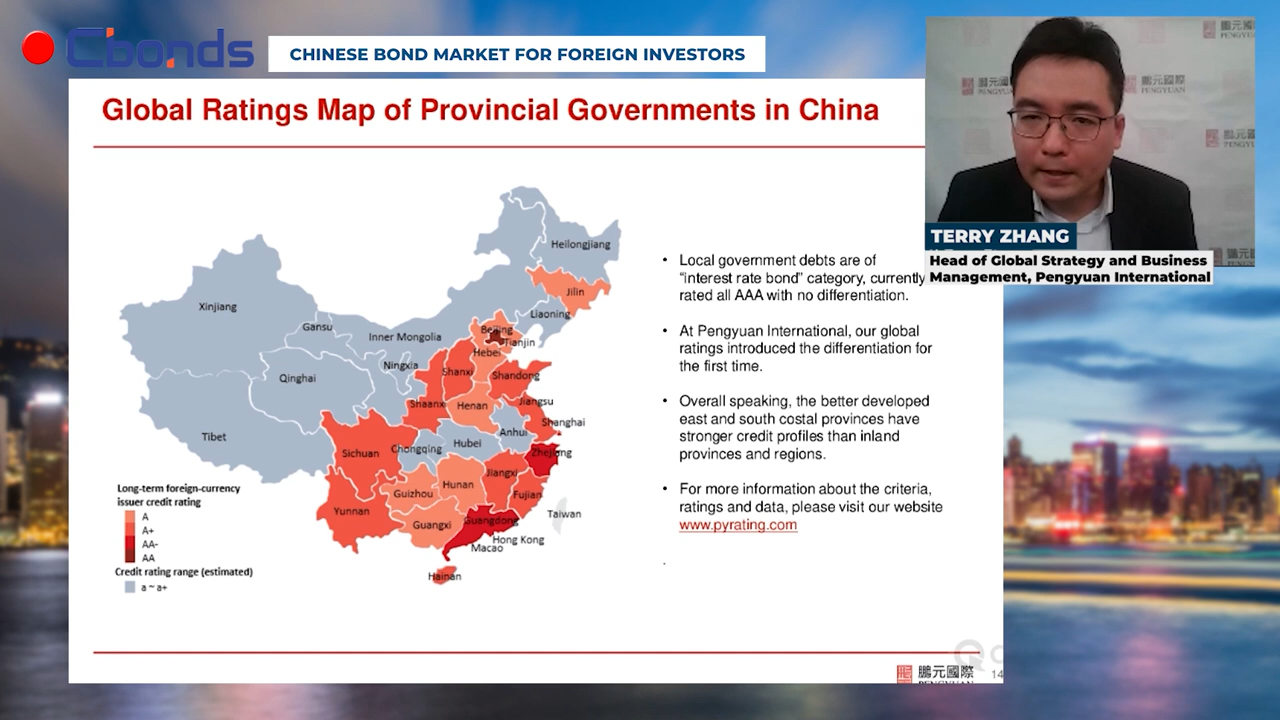 Cbonds
CHINESE BOND MARKET FOR FOREIGN INVESTORS
鵬元國際
PENGYUAN
TERRY ZHANG
Head of Global Strategy and Business
Management, Pengyuan International
Global Ratings Map of Provincial Governments in China
Heilongjiang
Jilin
Xinjiang
Liaoning
Gansu
Inner Mongolia
Beijing
Tianjin
Hebei
Ningxia
Shanxi
Qinghai
Shandong
Shaanxi
Henan
Jiangsu
Shanghai
Tibet
Sichuan
Chongqing
Hubei
Anhui
Zhejiang
Jiangxi
Hunan
Guizhou
Fujian
Yunnan
Guangxi
Guangdong
Taiwan
Hong Kong
Macao
Hainan
Long-term foreign-currency
issuer credit rating
A
A+
AA-
AA
Credit rating range (estimated)
a ~ a+
• Local government debts are of
“interest rate bond” category, currently
rated all AAA with no differentiation.
• At Pengyuan International, our global
ratings introduced the differentiation for
the first time.
• Overall speaking, the better developed
east and south costal provinces have
stronger credit profiles than inland
provinces and regions.
• For more information about the criteria,
ratings and data, please visit our website
www.pyrating.com
.
鵬元國際
PENGYUAN
14